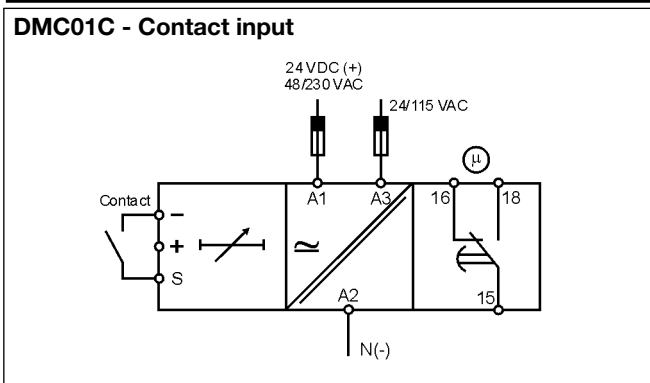 DMC01C - Contact input
24 VDC (+)
48/230 VAC
24/115 VAC
µ
Contact
A1
A3
16
18
−
+
S
A2
15
N(-)